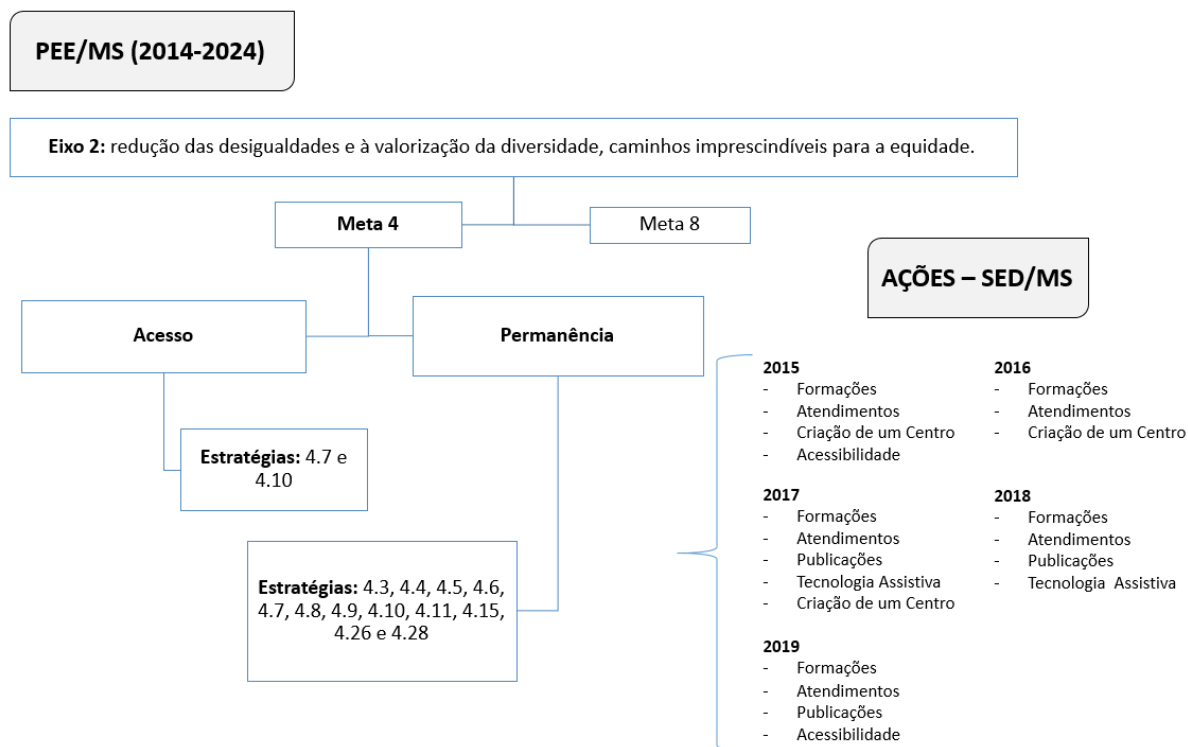 PEE/MS (2014-2024)
Eixo 2: redução das desigualdades e à valorização da diversidade, caminhos imprescindíveis para a equidade.
Meta 4
Meta 8
Acesso
Permanência
Estratégias: 4.7 e
4.10
Estratégias: 4.3, 4.4, 4.5, 4.6,
4.7, 4.8, 4.9, 4.10, 4.11, 4.15,
4.26 e 4.28
AÇÕES – SED/MS
2015
- Formações
- Atendimentos
- Criação de um Centro
- Acessibilidade
2016
- Formações
- Atendimentos
- Criação de um Centro
2017
- Formações
- Atendimentos
- Publicações
- Tecnologia Assistiva
- Criação de um Centro
2018
- Formações
- Atendimentos
- Publicações
- Tecnologia Assistiva
2019
- Formações
- Atendimentos
- Publicações
- Acessibilidade